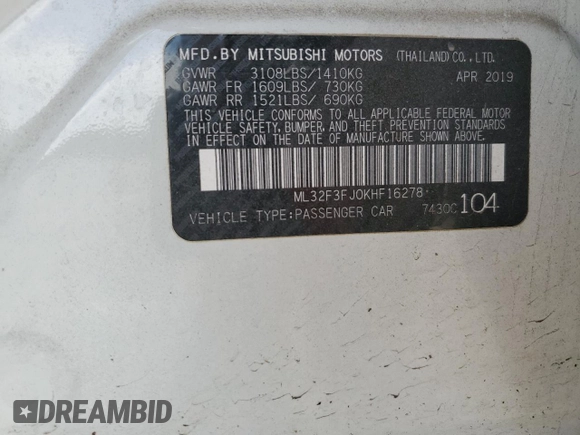 MFD.BY MITSUBISHI MOTORS (THAILAND)CO.,LTD.
GVWR 3108LBS/1410KG APR 2019
GAWR FR 1609LBS/ 730KG
GAWR RR 1521LBS/ 690KG
THIS VEHICLE CONFORMS TO ALL APPLICABLE FEDERAL MOTOR
VEHICLE SAFETY, BUMPER, AND THEFT PREVENTION STANDARDS
IN EFFECT ON THE DATE OF MANUFACTURE SHOWN ABOVE.
ML32F3FJ0KHF16278
VEHICLE TYPE:PASSENGER CAR 7430C 104
DREAMBID